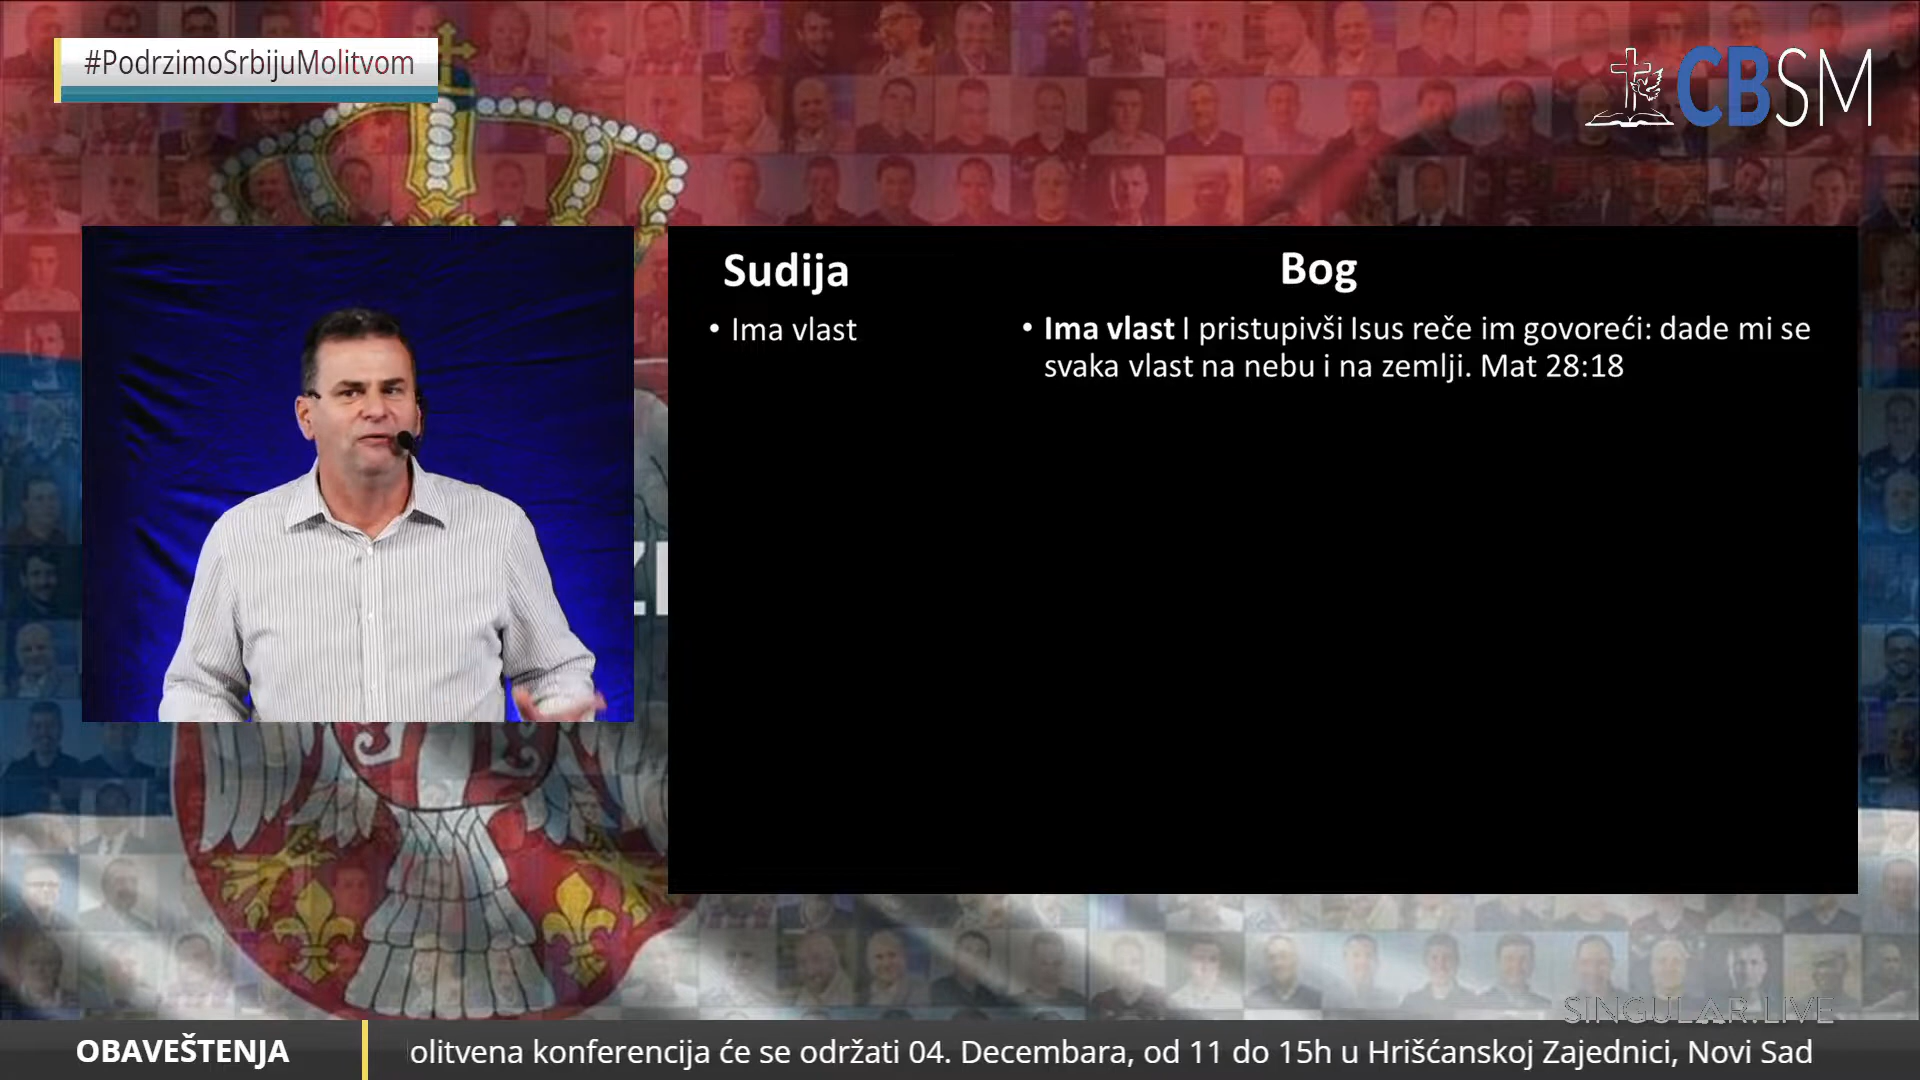 #PodrzimoSrbijuMolitvom
CBSM
Sudija
Bog
• Ima vlast
• Ima vlast I pristupivši Isus reče im govoreći: dade mi se
svaka vlast na nebu i na zemlji. Mat 28:18
SINGULAR.LIVE
OBAVEŠTENJA
olitvena konferencija će se održati 04. Decembara, od 11 do 15h u Hrišćanskoj Zajednici, Novi Sad